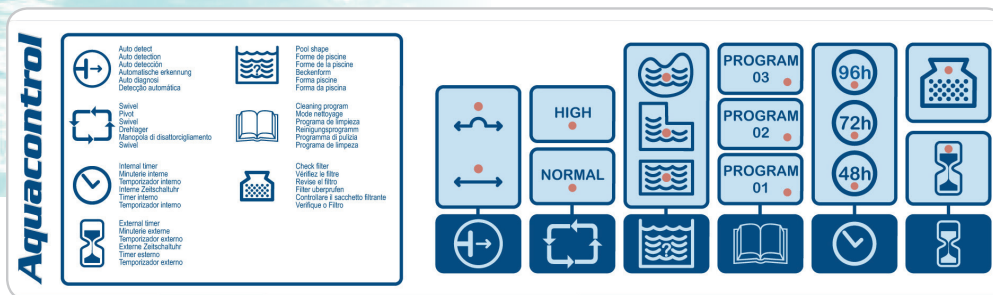 Aquacontrol
Auto detect
Auto detection
Auto detección
Automatische erkennung
Auto diagnosi
Detecção automática
Swivel
Pivot
Swivel
Drehlager
Manopola di disattorcigliamento
Swivel
Internal timer
Minuterie interne
Temporizador interno
Interne Zeitschaltuhr
Timer interno
Temporizador interno
External timer
Minuterie externe
Temporizador externo
Externe Zeitschaltuhr
Timer esterno
Temporizador externo
Pool shape
Forme de piscine
Forme de la piscine
Beckenform
Forma piscine
Forma da piscina
Cleaning program
Mode nettoyage
Programa de limpieza
Reinigungsprogramm
Programma di pulizia
Programa de limpeza
Check filter
Vérifiez le filtre
Revise el filtro
Filter uberprufen
Controllare il sacchetto filtrante
Verifique o Filtro
HIGH
NORMAL
?
PROGRAM
03
PROGRAM
02
PROGRAM
01
96h
72h
48h
?